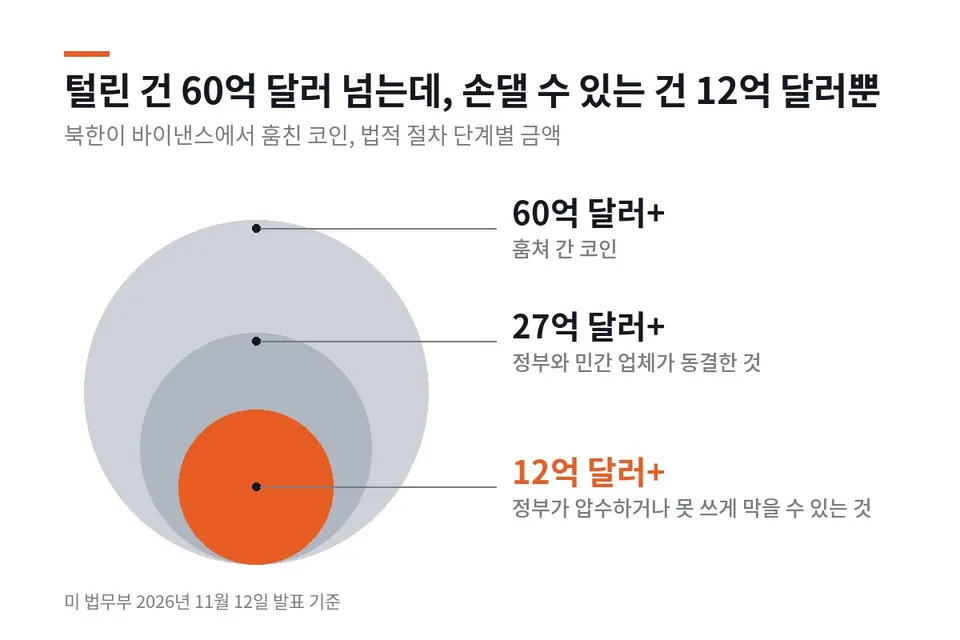 털린 건 60억 달러 넘는데, 손댈 수 있는 건 12억 달러뿐
북한이 바이낸스에서 훔친 코인, 법적 절차 단계별 금액
60억 달러+
훔쳐 간 코인
27억 달러+
정부와 민간 업체가 동결한 것
12억 달러+
정부가 압수하거나 못 쓰게 막을 수 있는 것
미 법무부 2026년 11월 12일 발표 기준